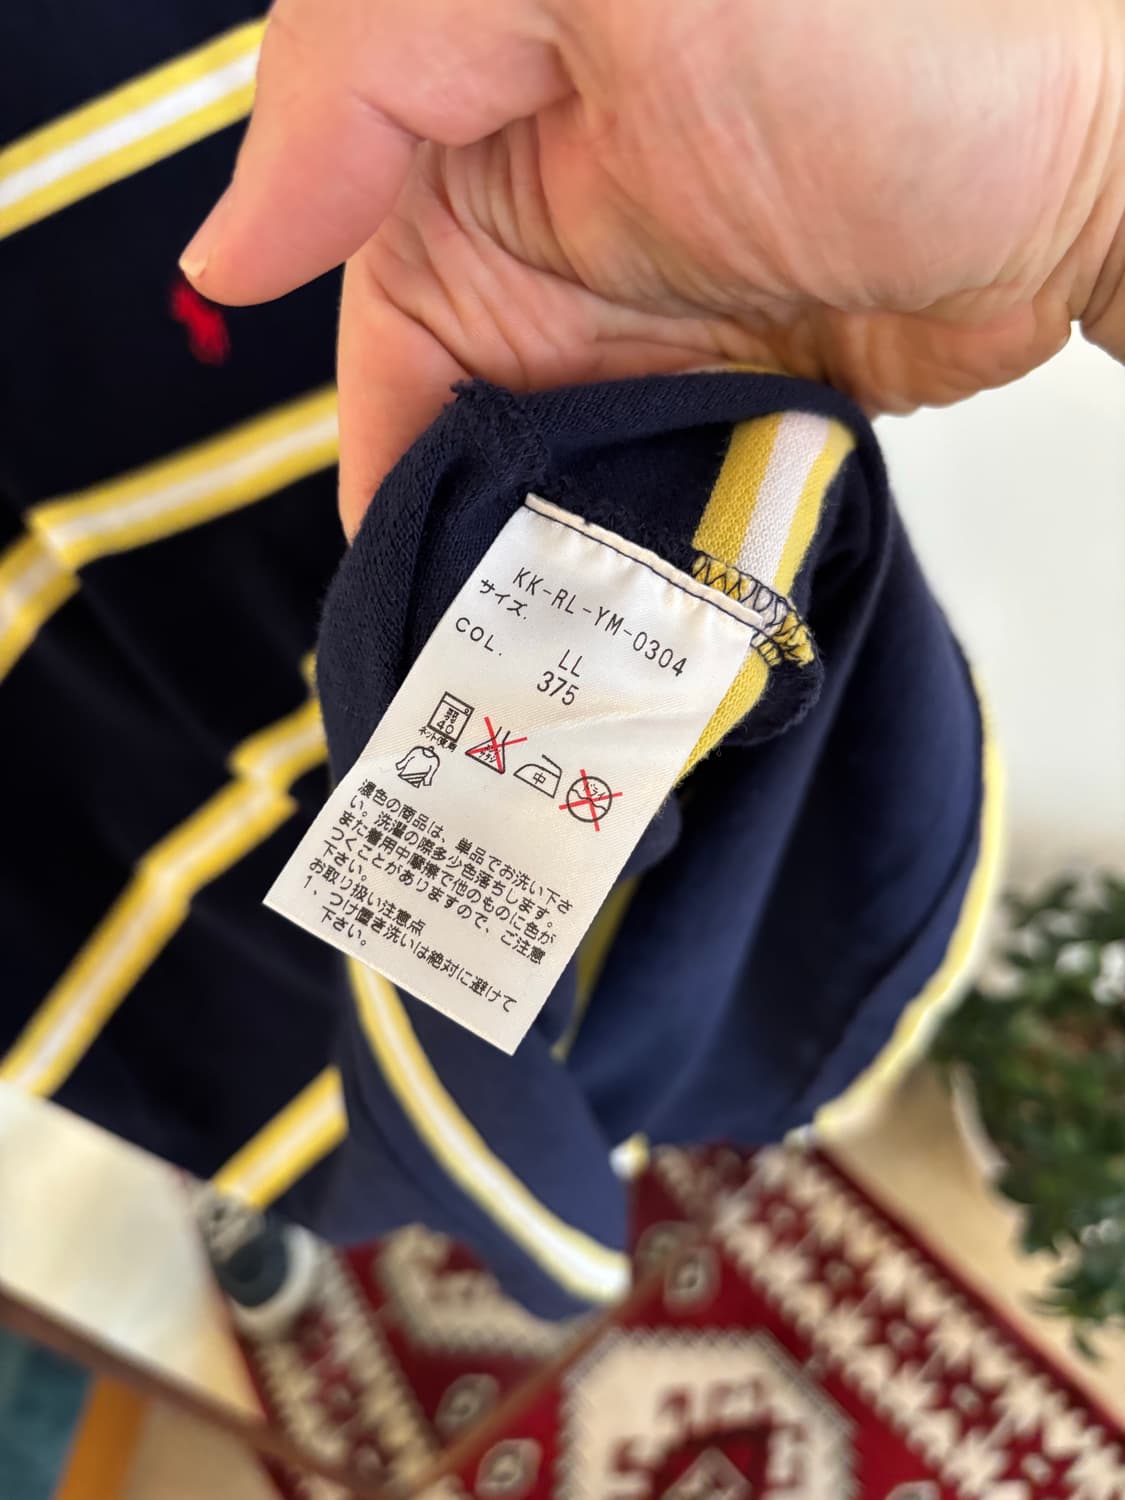 KK-RL-YM-0304
サイズ. LL
COL. 375
弱
40
ネット使用
中
ドライ
濃色の商品は、単品でお洗い下さ
い。洗濯の際多少色落ちします。
また着用中摩擦で他のものに色が
つくことがありますので、ご注意
下さい。
お取り扱い注意点
1、つけ置き洗いは絶対に避けて
下さい。